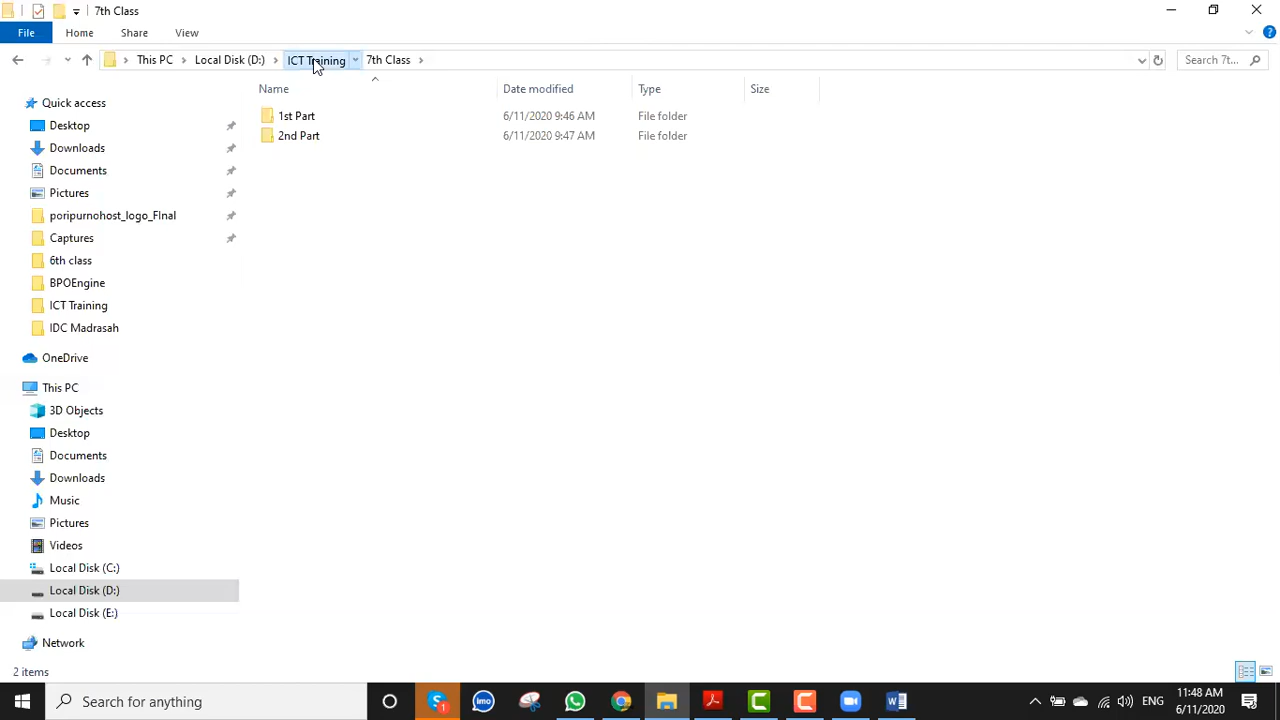 7th Class
File Home Share View
This PC Local Disk (D:) ICT Training 7th Class Search 7t...
Name Date modified Type Size
1st Part 6/11/2020 9:46 AM File folder
2nd Part 6/11/2020 9:47 AM File folder
Quick access
Desktop
Downloads
Documents
Pictures
poripurnohost_logo_FInal
Captures
6th class
BPOEngine
ICT Training
IDC Madrasah
OneDrive
This PC
3D Objects
Desktop
Documents
Downloads
Music
Pictures
Videos
Local Disk (C:)
Local Disk (D:)
Local Disk (E:)
Network
2 items
Search for anything
S 1
imo
W
ENG
11:48 AM
6/11/2020